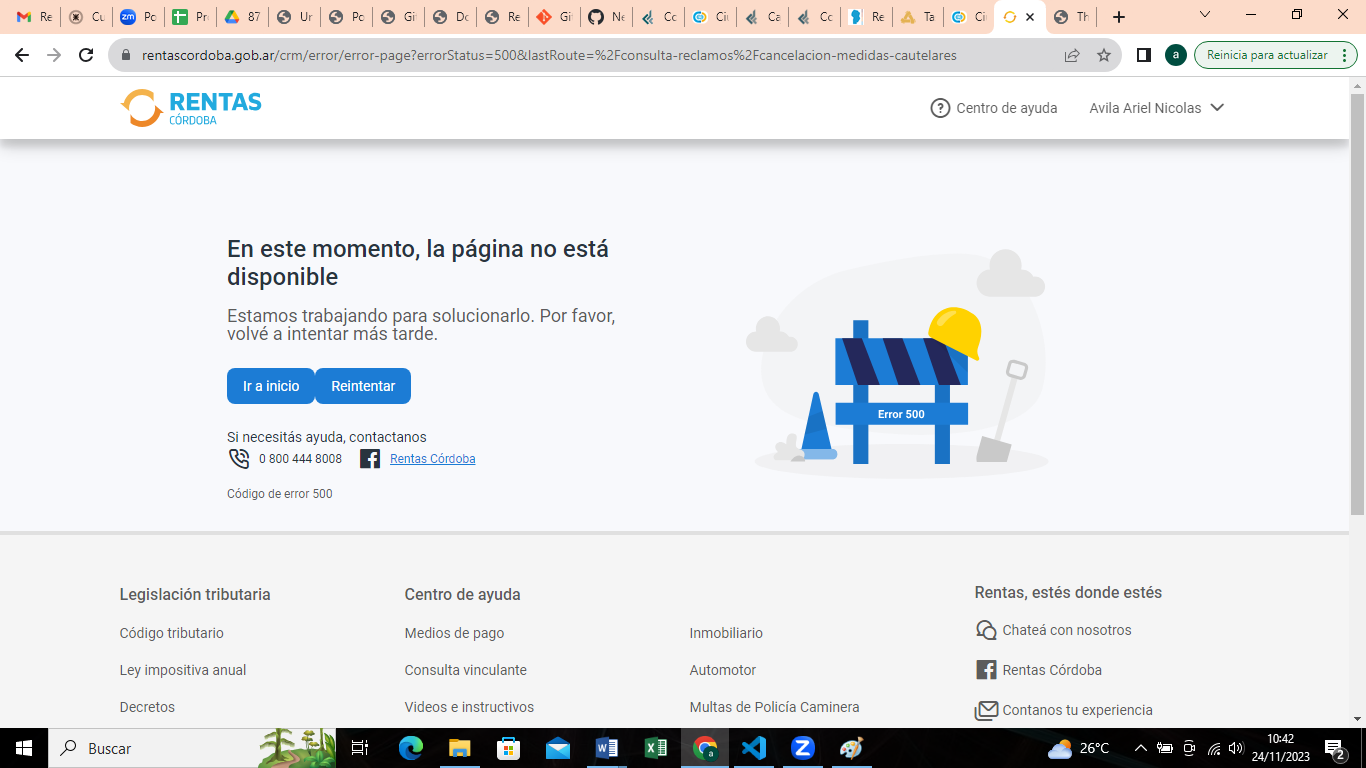 Re
Cu
Po
Pr
87
Ur
Po
Gi
Do
Re
Gi
Ne
Cc
Ciu
Ca
Cc
Re
Ta
Ci
Th
rentascordoba.gob.ar/crm/error/error-page?errorStatus=500&lastRoute=%2Fconsulta-reclamos%2Fcancelacion-medidas-cautelares
a
Reinicia para actualizar
RENTAS
CÓRDOBA
Centro de ayuda
Avila Ariel Nicolas
En este momento, la página no está
disponible
Estamos trabajando para solucionarlo. Por favor,
volvé a intentar más tarde.
Ir a inicio
Reintentar
Si necesitás ayuda, contactanos
0 800 444 8008
Rentas Córdoba
Código de error 500
Error 500
Legislación tributaria
Código tributario
Ley impositiva anual
Decretos
Centro de ayuda
Medios de pago
Consulta vinculante
Videos e instructivos
Inmobiliario
Automotor
Multas de Policía Caminera
Rentas, estés donde estés
Chateá con nosotros
Rentas Córdoba
Contanos tu experiencia
Buscar
26°C
10:42
24/11/2023
2